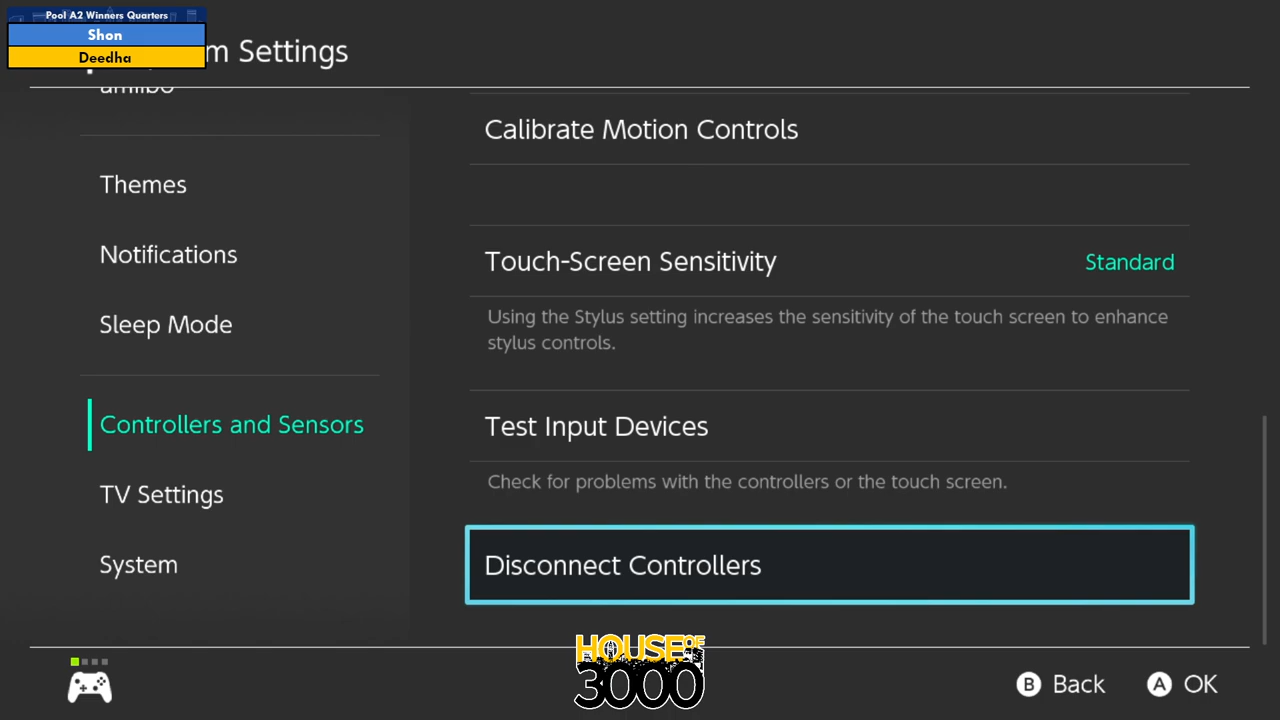 Pool A2 Winners Quarters
Shon
Deedha
m Settings
amiibo
Themes
Notifications
Sleep Mode
Controllers and Sensors
TV Settings
System
Calibrate Motion Controls
Touch-Screen Sensitivity Standard
Using the Stylus setting increases the sensitivity of the touch screen to enhance
stylus controls.
Test Input Devices
Check for problems with the controllers or the touch screen.
Disconnect Controllers
HOUSE OF
3000
B Back A OK